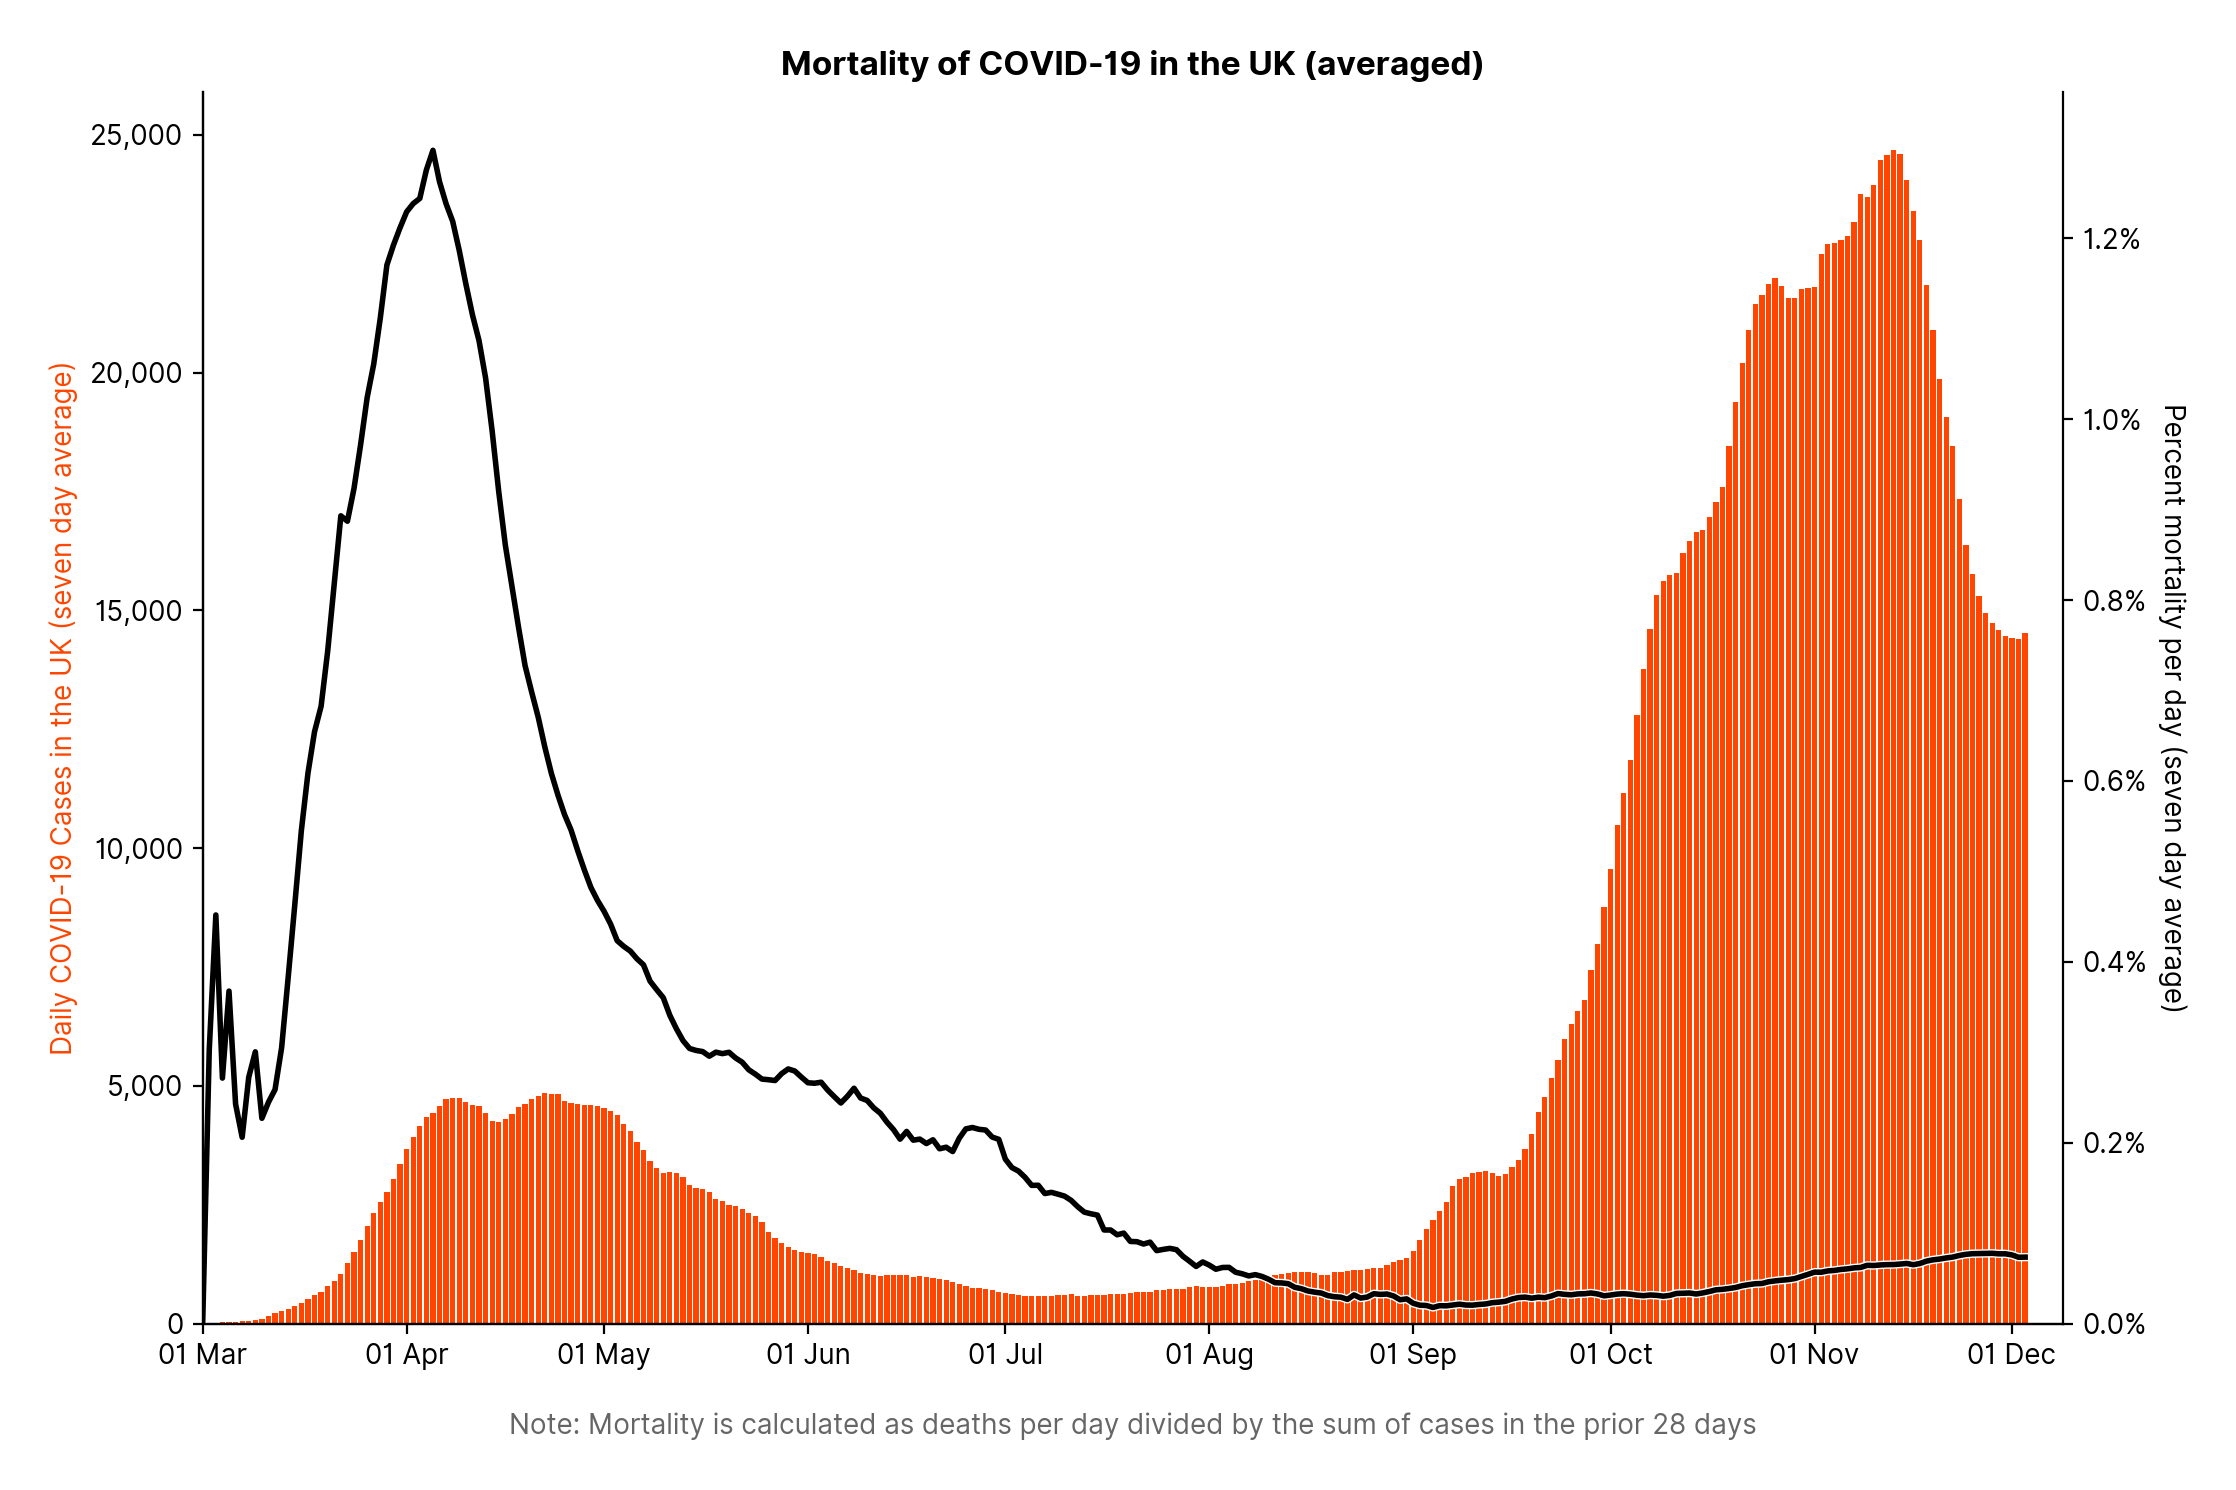 Mortality of COVID-19 in the UK (averaged)
Daily COVID-19 Cases in the UK (seven day average)
25,000
20,000
15,000
10,000
5,000
0
1.2%
1.0%
0.8%
0.6%
0.4%
0.2%
0.0%
Percent mortality per day (seven day average)
01 Mar 01 Apr 01 May 01 Jun 01 Jul 01 Aug 01 Sep 01 Oct 01 Nov 01 Dec
Note: Mortality is calculated as deaths per day divided by the sum of cases in the prior 28 days